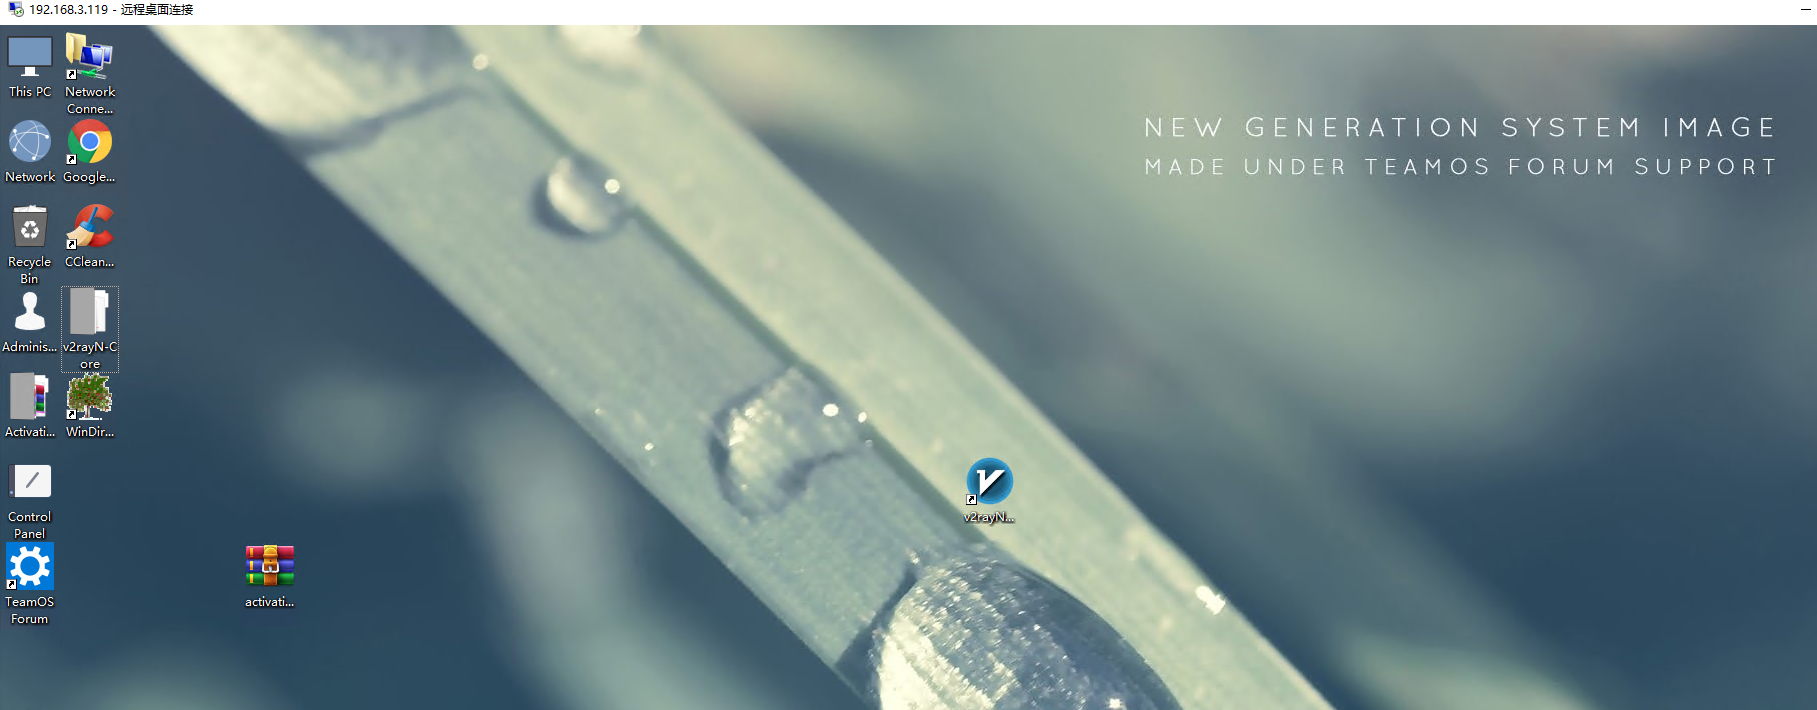 192.168.3.119 - 远程桌面连接
This PC
Network
Conne...
Network
Google...
Recycle
Bin
CClean...
Adminis...
v2rayN-C
ore
Activati...
WinDir...
Control
Panel
TeamOS
Forum
activati...
v2rayN...
NEW GENERATION SYSTEM IMAGE
MADE UNDER TEAMOS FORUM SUPPORT